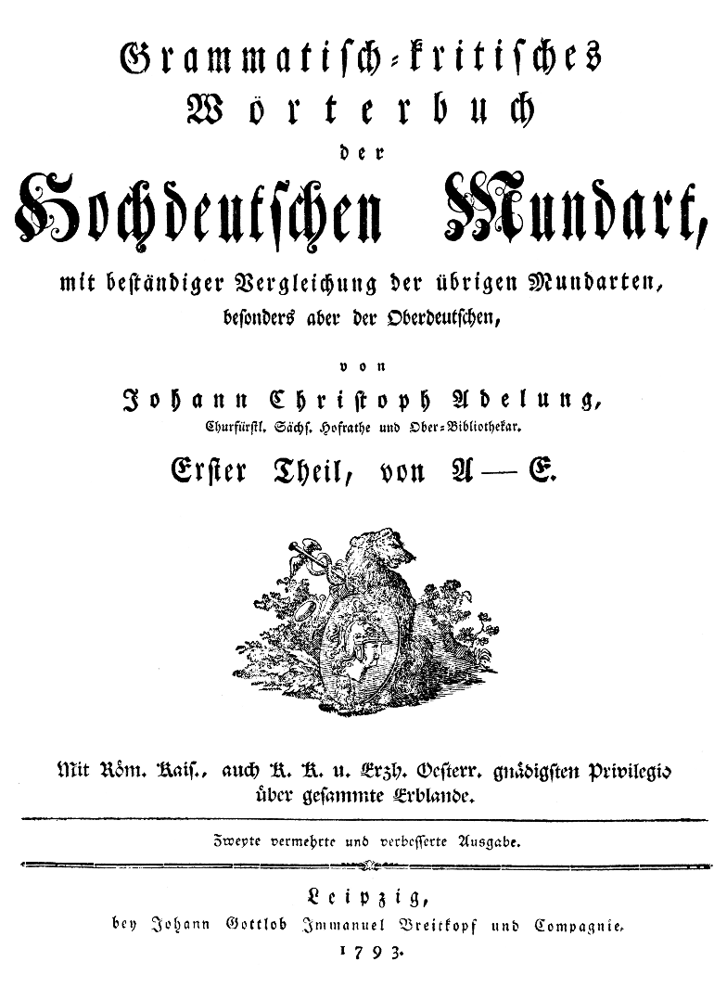 Grammatiſch-kritiſches
Wörterbuch
der
Hochdeutſchen Mundart,
mit beſtändiger Vergleichung der übrigen Mundarten,
beſonders aber der Oberdeutſchen,
von
Johann Chriſtoph Adelung,
Churfürſtl. Sächſ. Hofrathe und Ober-Bibliothekar.
Erſter Theil, von A — E.
Mit Röm. Kaiſ., auch K. K. u. Erzh. Oeſterr. gnädigſten Privilegio
über geſammte Erblande.
Zweyte vermehrte und verbeſſerte Ausgabe.
Leipzig,
bey Johann Gottlob Immanuel Breitkopf und Compagnie.
1793.